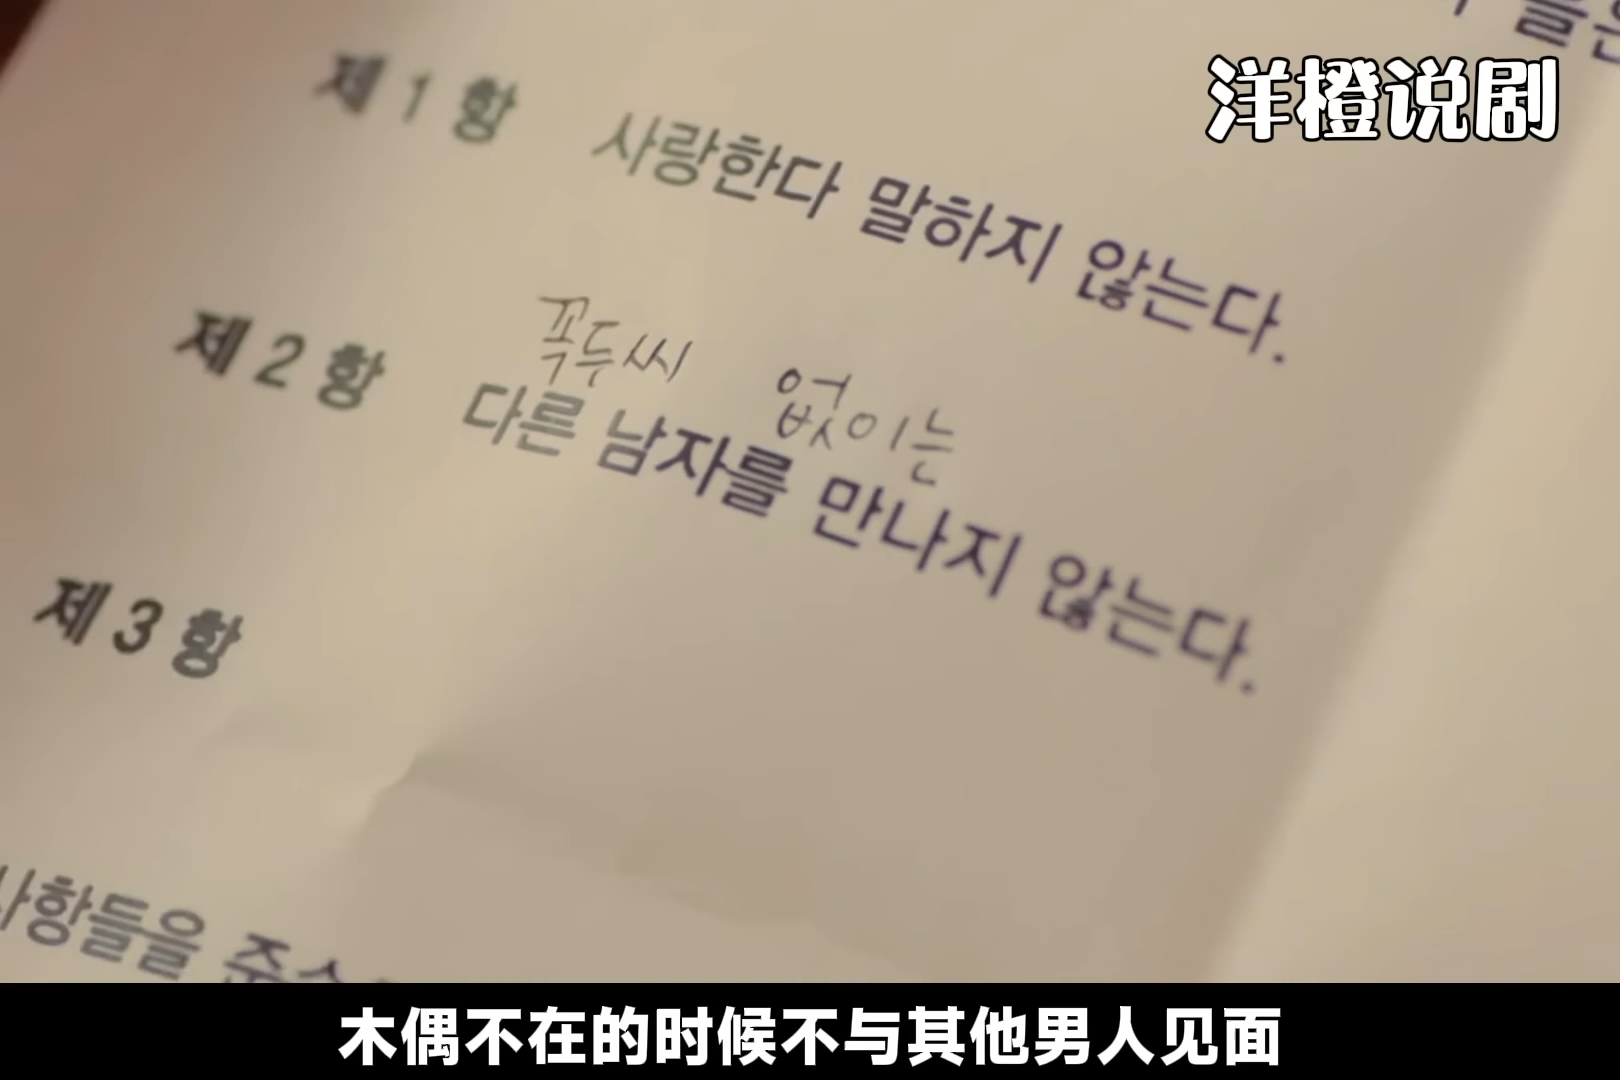 洋橙说剧
제 1 항 사랑한다 말하지 않는다.
꼭두씨 없이는
제 2 항 다른 남자를 만나지 않는다.
제 3 항
사항들을
木偶不在的时候不与其他男人见面